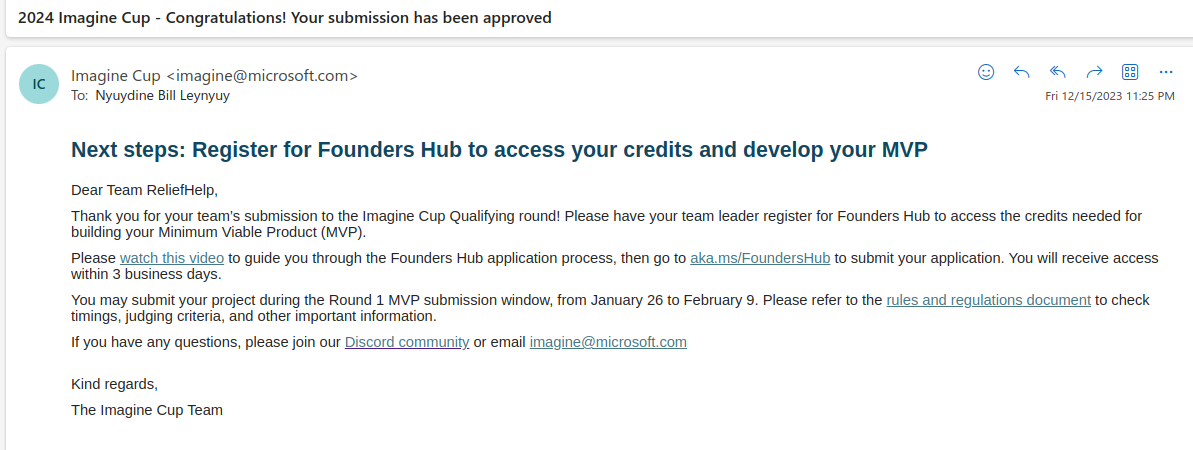 2024 Imagine Cup - Congratulations! Your submission has been approved
IC
Imagine Cup <imagine@microsoft.com>
To: Nyuydine Bill Leynyuy
Fri 12/15/2023 11:25 PM
Next steps: Register for Founders Hub to access your credits and develop your MVP
Dear Team ReliefHelp,
Thank you for your team's submission to the Imagine Cup Qualifying round! Please have your team leader register for Founders Hub to access the credits needed for
building your Minimum Viable Product (MVP).
Please watch this video to guide you through the Founders Hub application process, then go to aka.ms/FoundersHub to submit your application. You will receive access
within 3 business days.
You may submit your project during the Round 1 MVP submission window, from January 26 to February 9. Please refer to the rules and regulations document to check
timings, judging criteria, and other important information.
If you have any questions, please join our Discord community or email imagine@microsoft.com
Kind regards,
The Imagine Cup Team